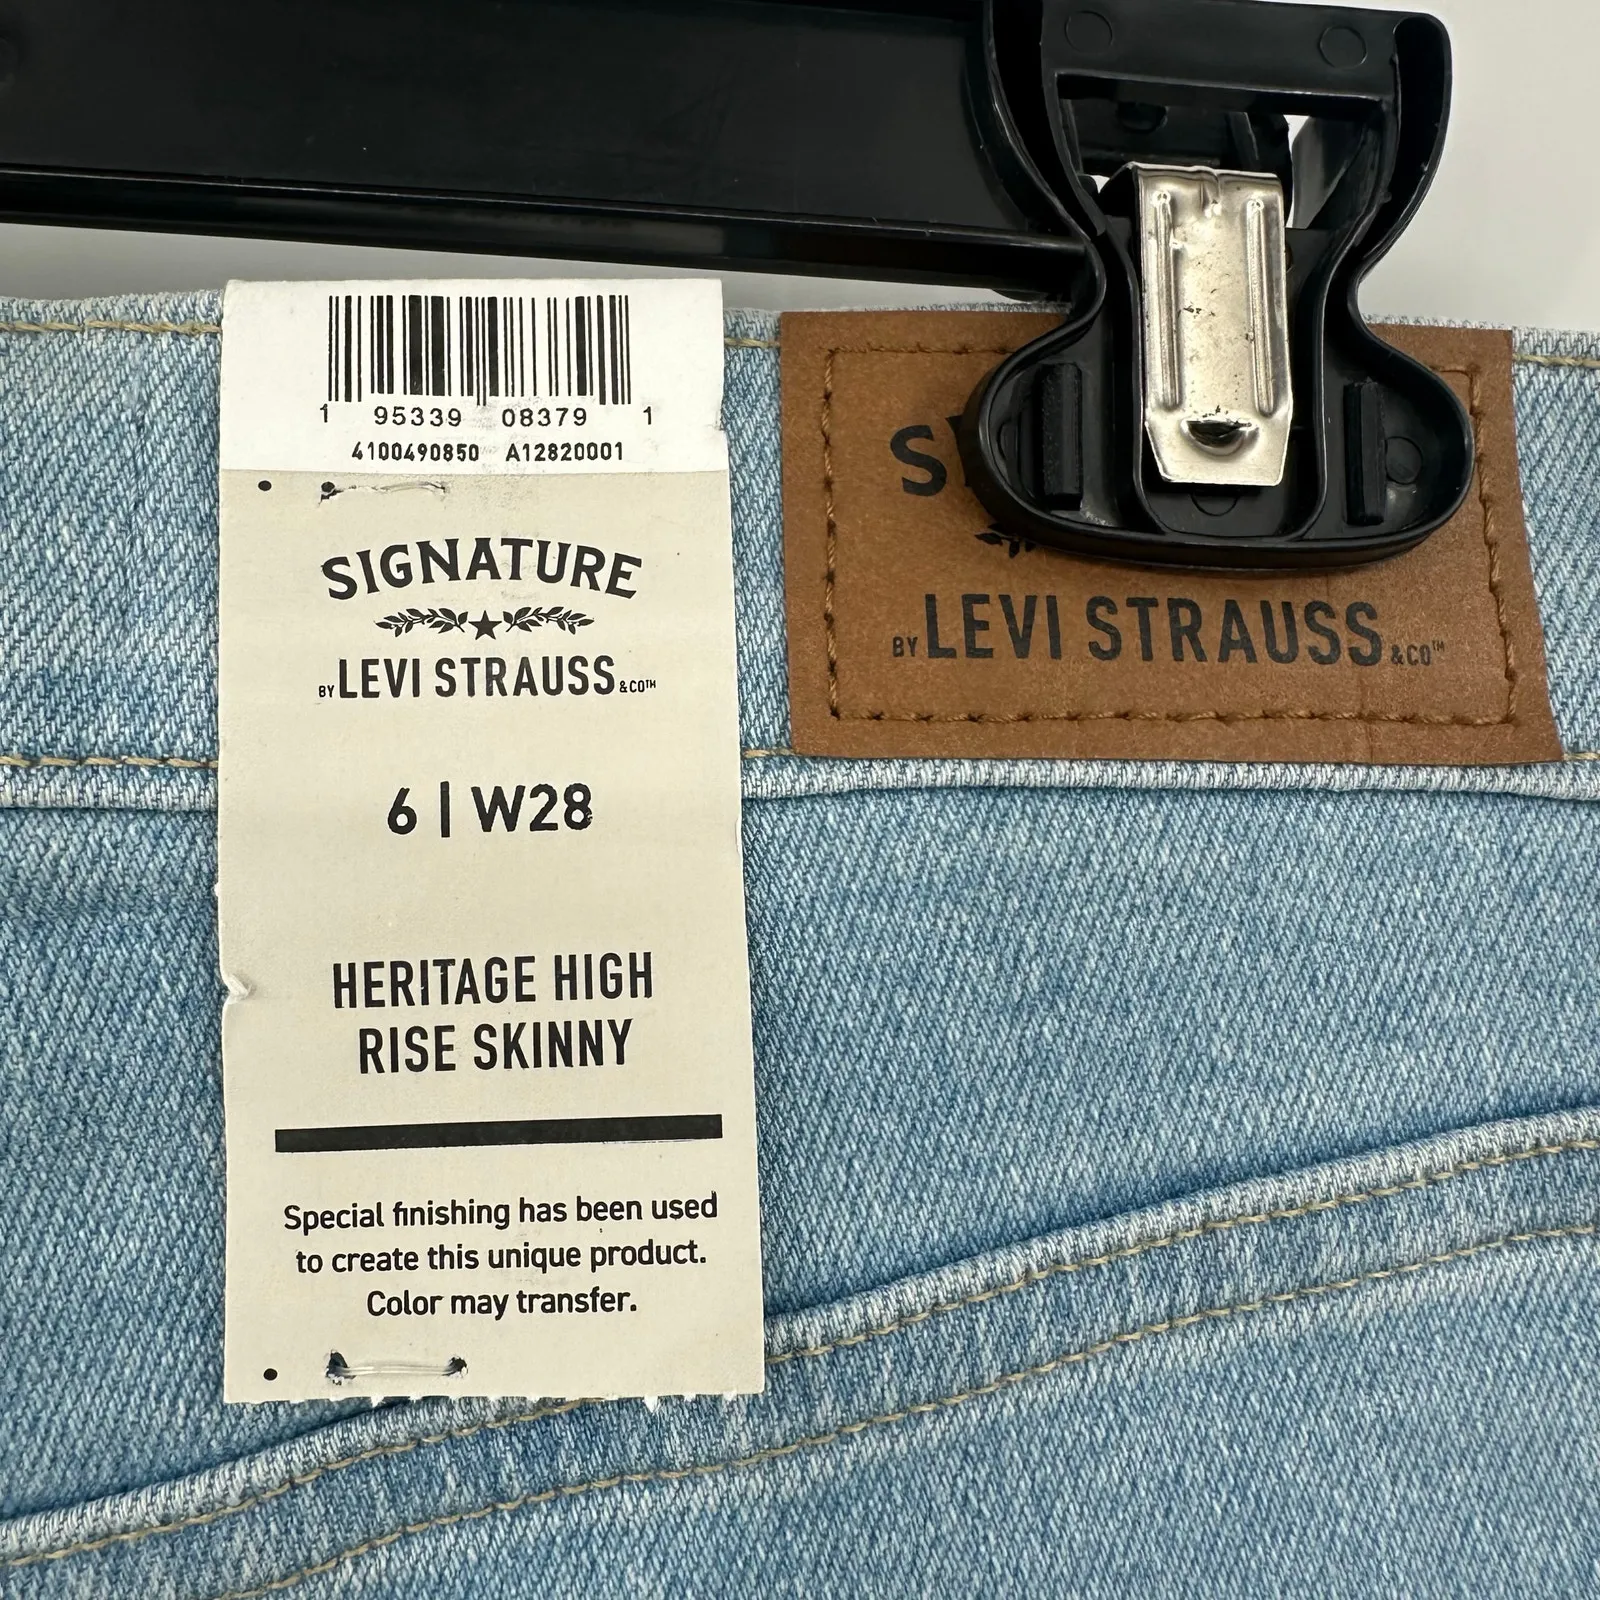 1 95339 08379 1
4100490850 A12820001
SIGNATURE
BY LEVI STRAUSS & CO™
6 | W28
HERITAGE HIGH
RISE SKINNY
Special finishing has been used
to create this unique product.
Color may transfer.
S
BY LEVI STRAUSS & CO™